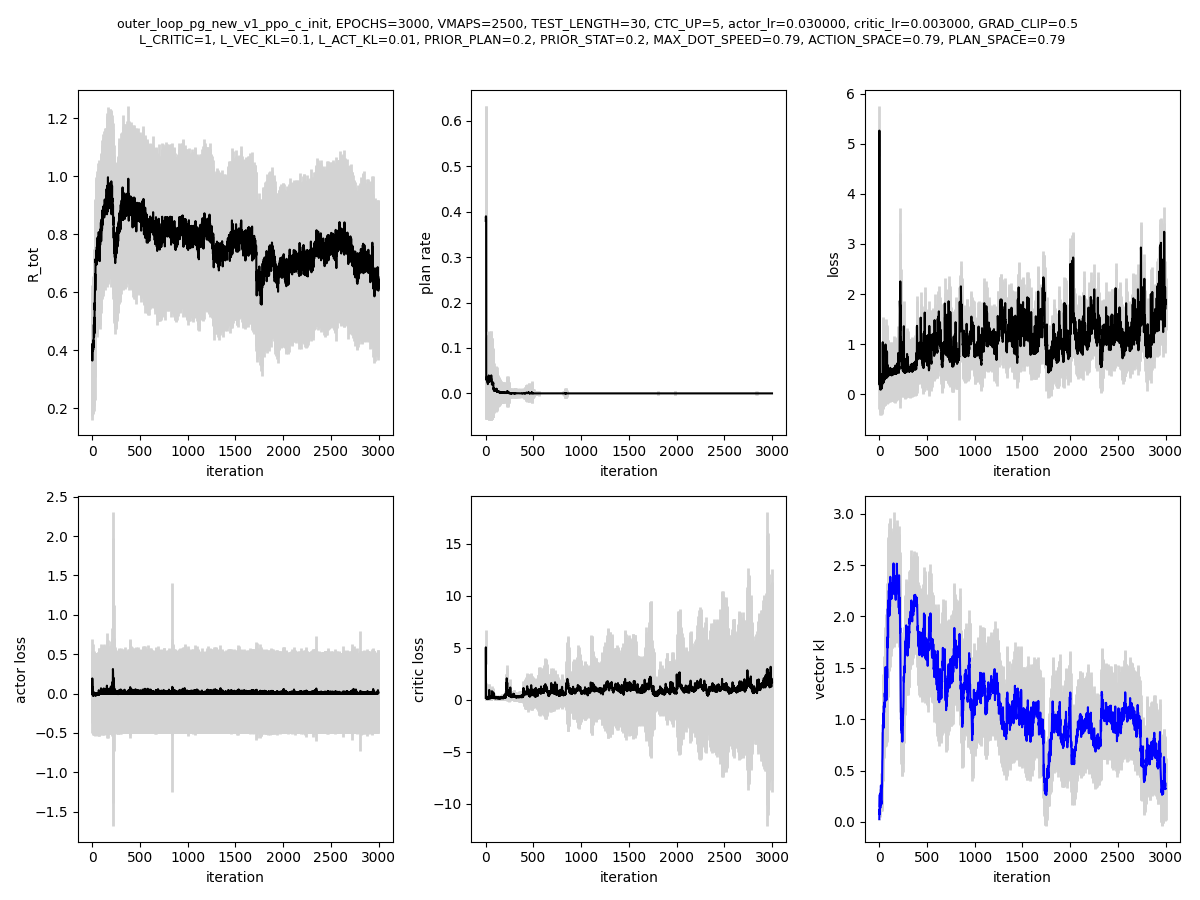 outer_loop_pg_new_v1_ppo_c_init, EPOCHS=3000, VMAPS=2500, TEST_LENGTH=30, CTC_UP=5, actor_lr=0.030000, critic_lr=0.003000, GRAD_CLIP=0.5
L_CRITIC=1, L_VEC_KL=0.1, L_ACT_KL=0.01, PRIOR_PLAN=0.2, PRIOR_STAT=0.2, MAX_DOT_SPEED=0.79, ACTION_SPACE=0.79, PLAN_SPACE=0.79
R_tot
1.2
1.0
0.8
0.6
0.4
0.2
0 500 1000 1500 2000 2500 3000
iteration
plan rate
0.6
0.5
0.4
0.3
0.2
0.1
0.0
0 500 1000 1500 2000 2500 3000
iteration
loss
6
5
4
3
2
1
0
0 500 1000 1500 2000 2500 3000
iteration
actor loss
2.5
2.0
1.5
1.0
0.5
0.0
−0.5
−1.0
−1.5
0 500 1000 1500 2000 2500 3000
iteration
critic loss
15
10
5
0
−5
−10
0 500 1000 1500 2000 2500 3000
iteration
vector kl
3.0
2.5
2.0
1.5
1.0
0.5
0.0
0 500 1000 1500 2000 2500 3000
iteration